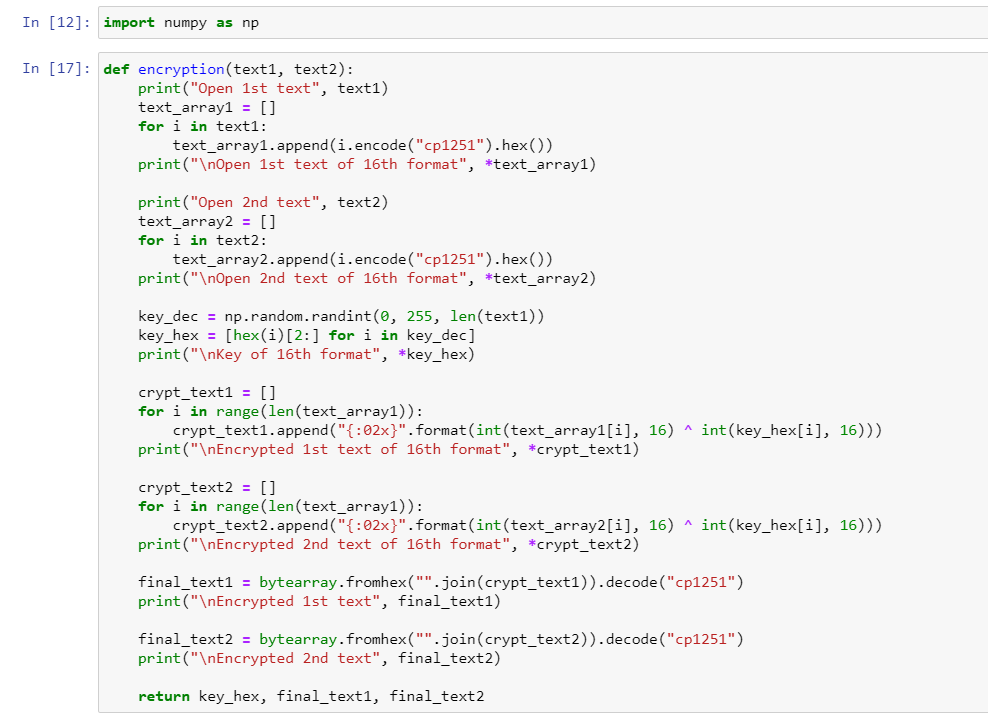 In [12]: import numpy as np
In [17]: def encryption(text1, text2):
    print("Open 1st text", text1)
    text_array1 = []
    for i in text1:
        text_array1.append(i.encode("cp1251").hex())
    print("\nOpen 1st text of 16th format", *text_array1)

    print("Open 2nd text", text2)
    text_array2 = []
    for i in text2:
        text_array2.append(i.encode("cp1251").hex())
    print("\nOpen 2nd text of 16th format", *text_array2)

    key_dec = np.random.randint(0, 255, len(text1))
    key_hex = [hex(i)[2:] for i in key_dec]
    print("\nKey of 16th format", *key_hex)

    crypt_text1 = []
    for i in range(len(text_array1)):
        crypt_text1.append("{:02x}".format(int(text_array1[i], 16) ^ int(key_hex[i], 16)))
    print("\nEncrypted 1st text of 16th format", *crypt_text1)

    crypt_text2 = []
    for i in range(len(text_array1)):
        crypt_text2.append("{:02x}".format(int(text_array2[i], 16) ^ int(key_hex[i], 16)))
    print("\nEncrypted 2nd text of 16th format", *crypt_text2)

    final_text1 = bytearray.fromhex("".join(crypt_text1)).decode("cp1251")
    print("\nEncrypted 1st text", final_text1)

    final_text2 = bytearray.fromhex("".join(crypt_text2)).decode("cp1251")
    print("\nEncrypted 2nd text", final_text2)

    return key_hex, final_text1, final_text2